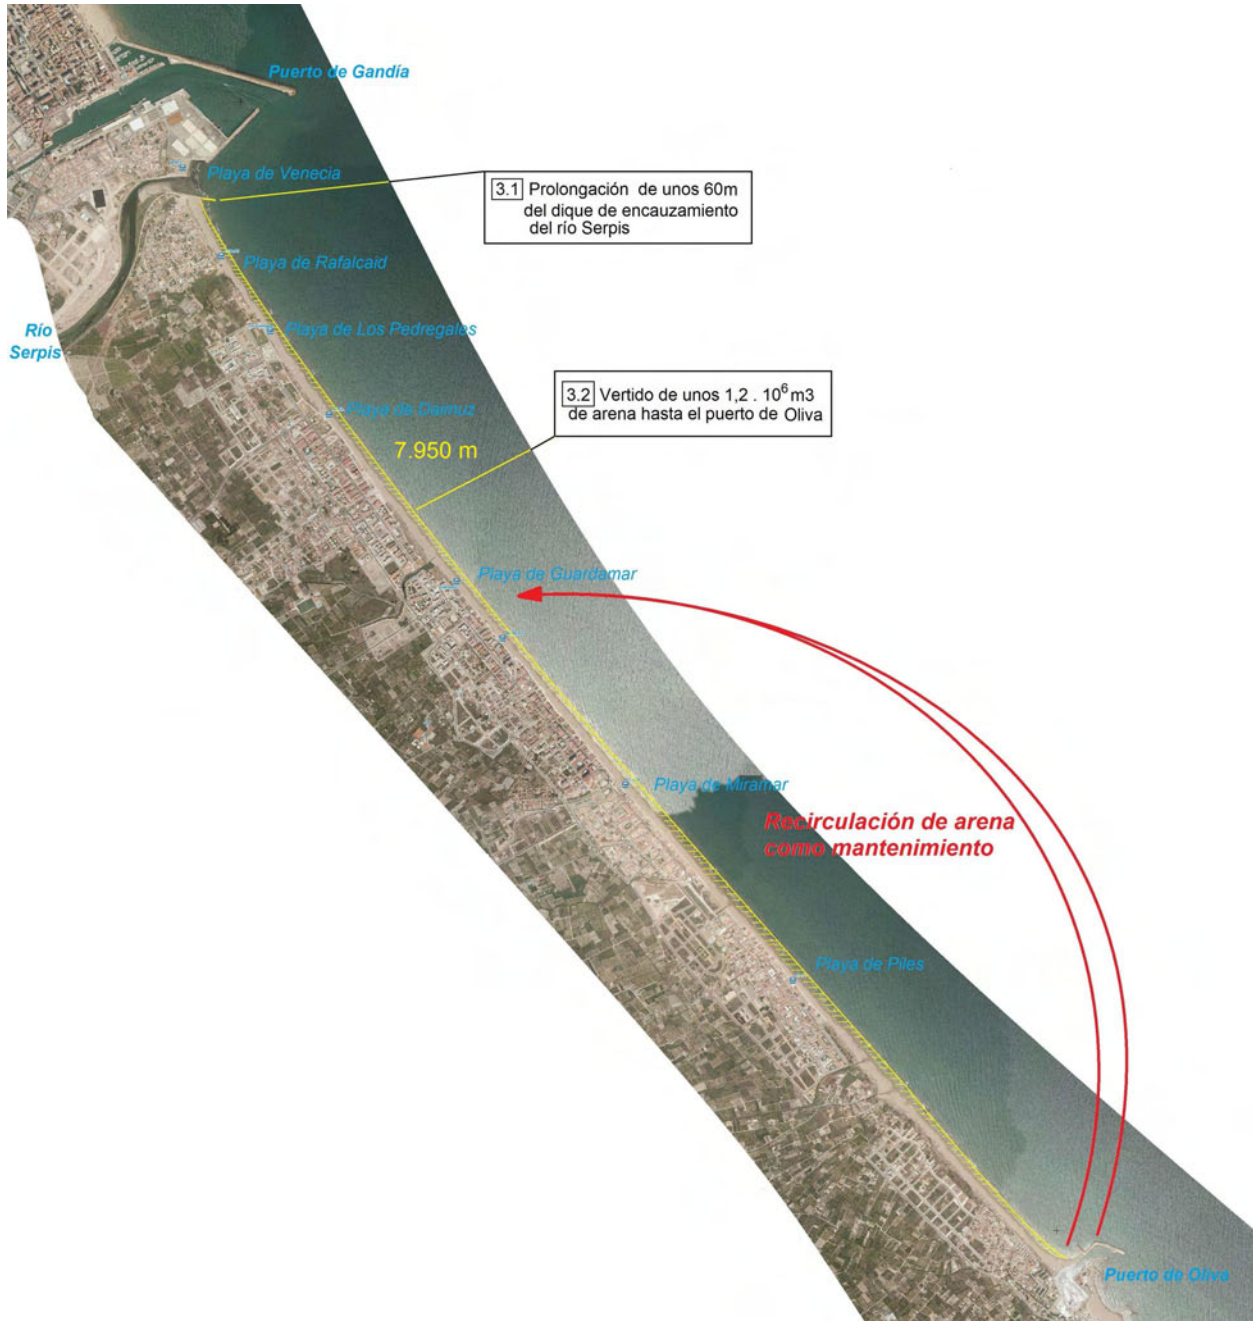 Puerto de Gandía
Playa de Venecia
3.1 Prolongación de unos 60m
del dique de encauzamiento
del río Serpis
Playa de Rafalcaid
Playa de Los Pedregales
Río
Serpis
3.2 Vertido de unos 1,2 . 10⁶ m3
de arena hasta el puerto de Oliva
Playa de Daimuz
7.950 m
Playa de Guardamar
Playa de Miramar
Recirculación de arena
como mantenimiento
Playa de Piles
Puerto de Oliva